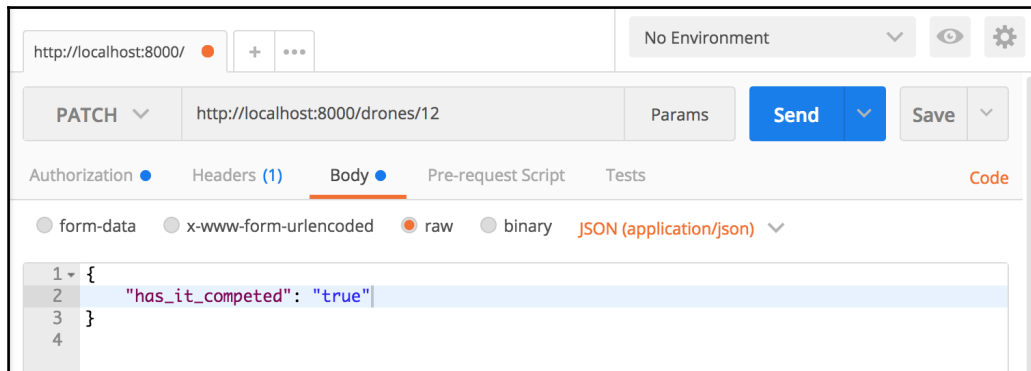 http://localhost:8000/ + ••• No Environment
PATCH http://localhost:8000/drones/12 Params Send Save
Authorization Headers (1) Body Pre-request Script Tests Code
form-data x-www-form-urlencoded raw binary JSON (application/json)
1 {
2 "has_it_competed": "true"
3 }
4